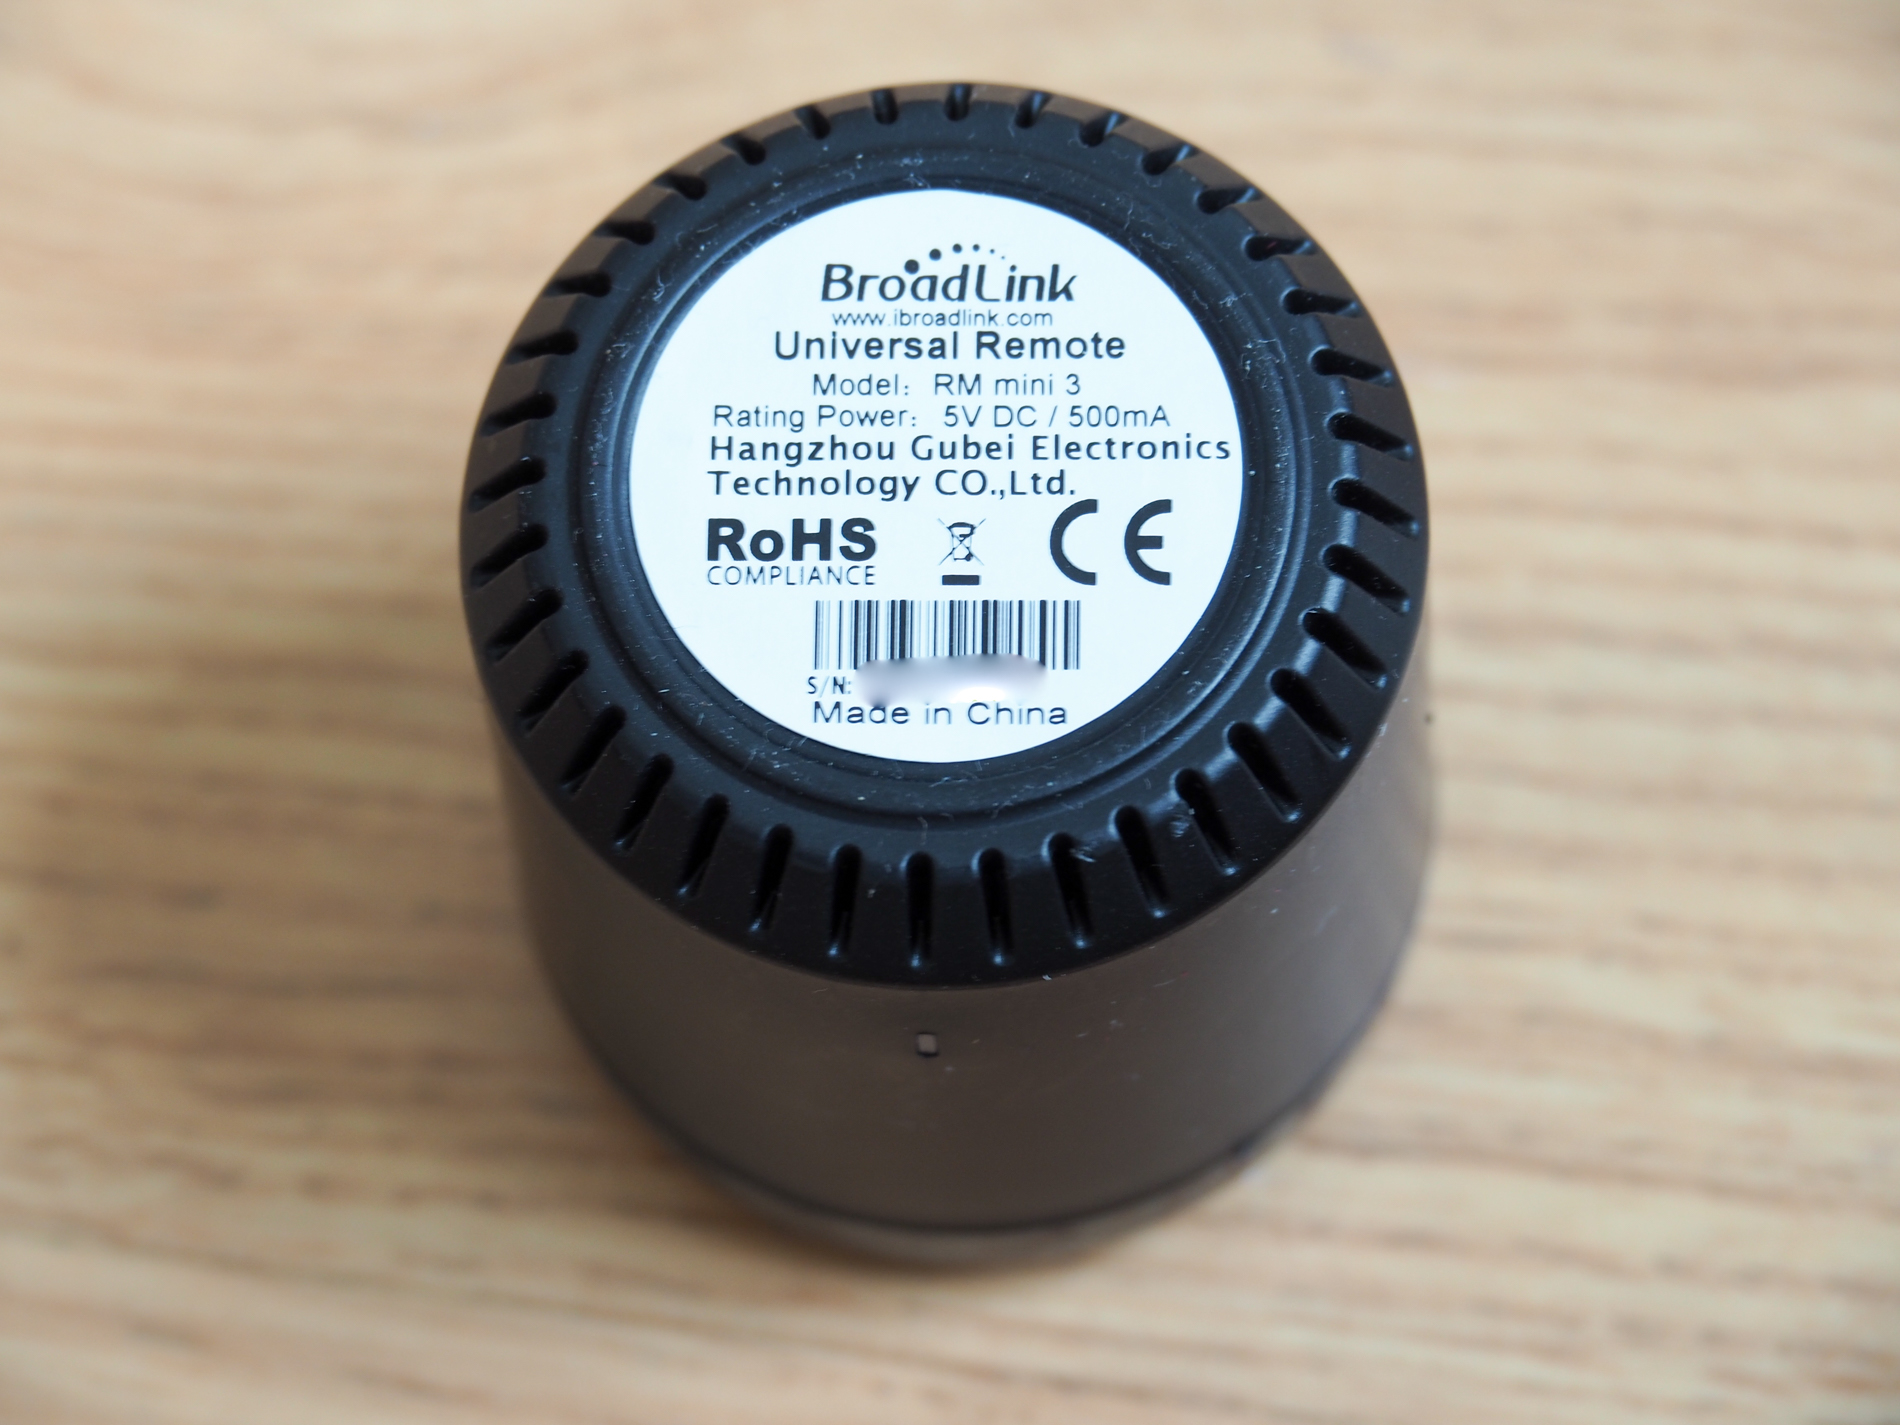 BroadLink
www.ibroadlink.com
Universal Remote
Model: RM mini 3
Rating Power: 5V DC / 500mA
Hangzhou Gubei Electronics
Technology CO.,Ltd.
RoHS
COMPLIANCE
CE
S/N:
Made in China